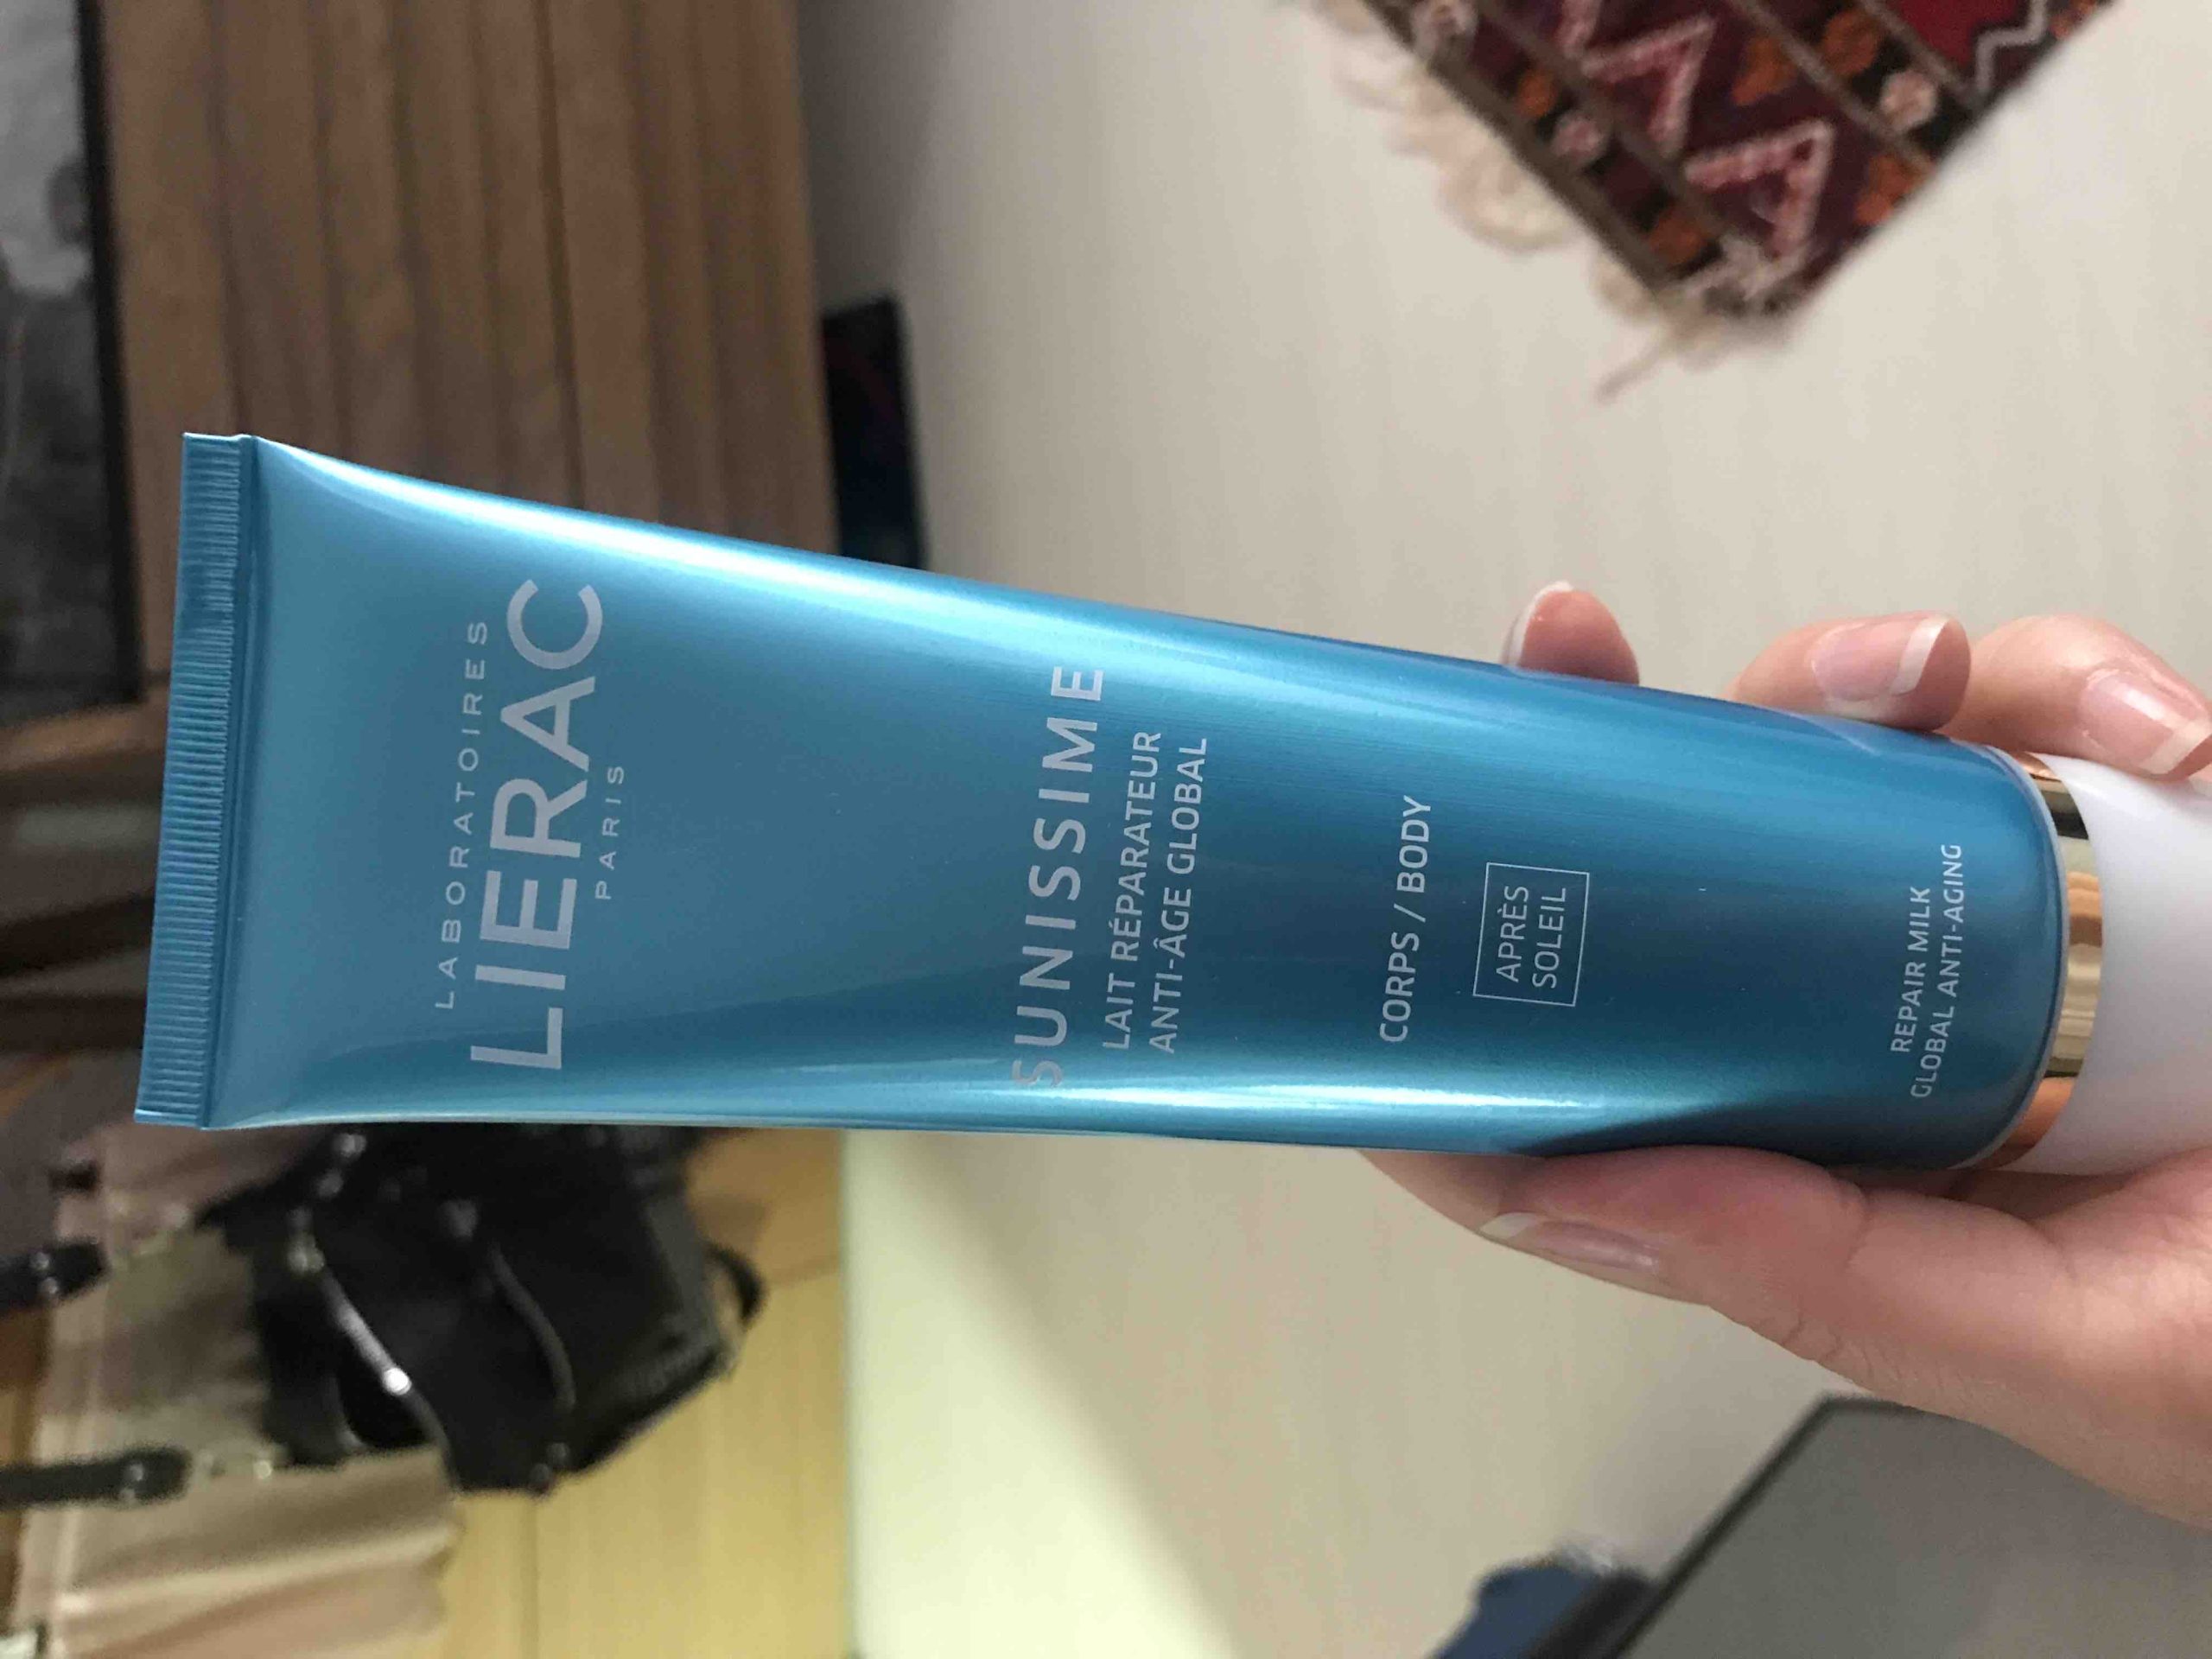 LABORATOIRES
LIERAC
PARIS
SUNISSIME
LAIT RÉPARATEUR
ANTI-ÂGE GLOBAL
CORPS / BODY
APRÈS
SOLEIL
REPAIR MILK
GLOBAL ANTI-AGING